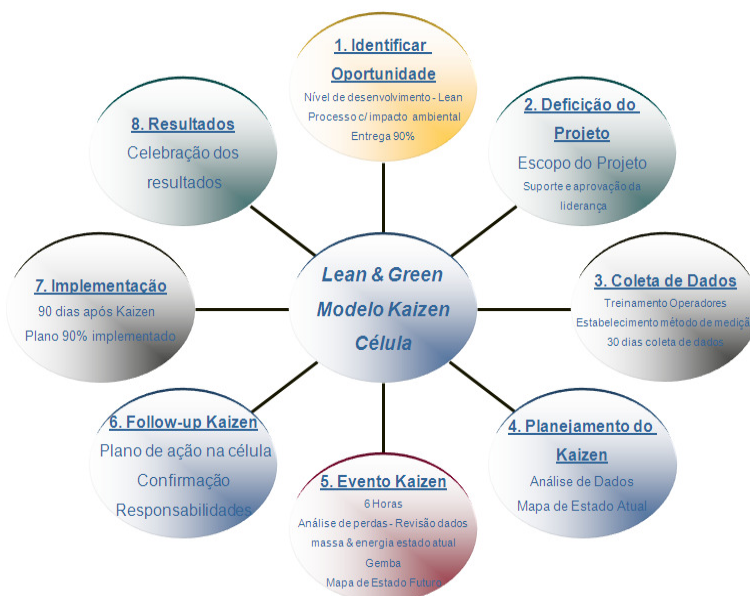 1. Identificar
Oportunidade
Nível de desenvolvimento - Lean
Processo c/ impacto ambiental
Entrega 90%
2. Deficição do
Projeto
Escopo do Projeto
Suporte e aprovação da
liderança
3. Coleta de Dados
Treinamento Operadores
Estabelecimento método de mediçã
30 dias coleta de dados
4. Planejamento do
Kaizen
Análise de Dados
Mapa de Estado Atual
5. Evento Kaizen
6 Horas
Análise de perdas - Revisão dados
massa & energia estado atual
Gemba
Mapa de Estado Futuro
6. Follow-up Kaizen
Plano de ação na célula
Confirmação
Responsabilidades
7. Implementação
90 dias após Kaizen
Plano 90% implementado
8. Resultados
Celebração dos
resultados
Lean & Green
Modelo Kaizen
Célula